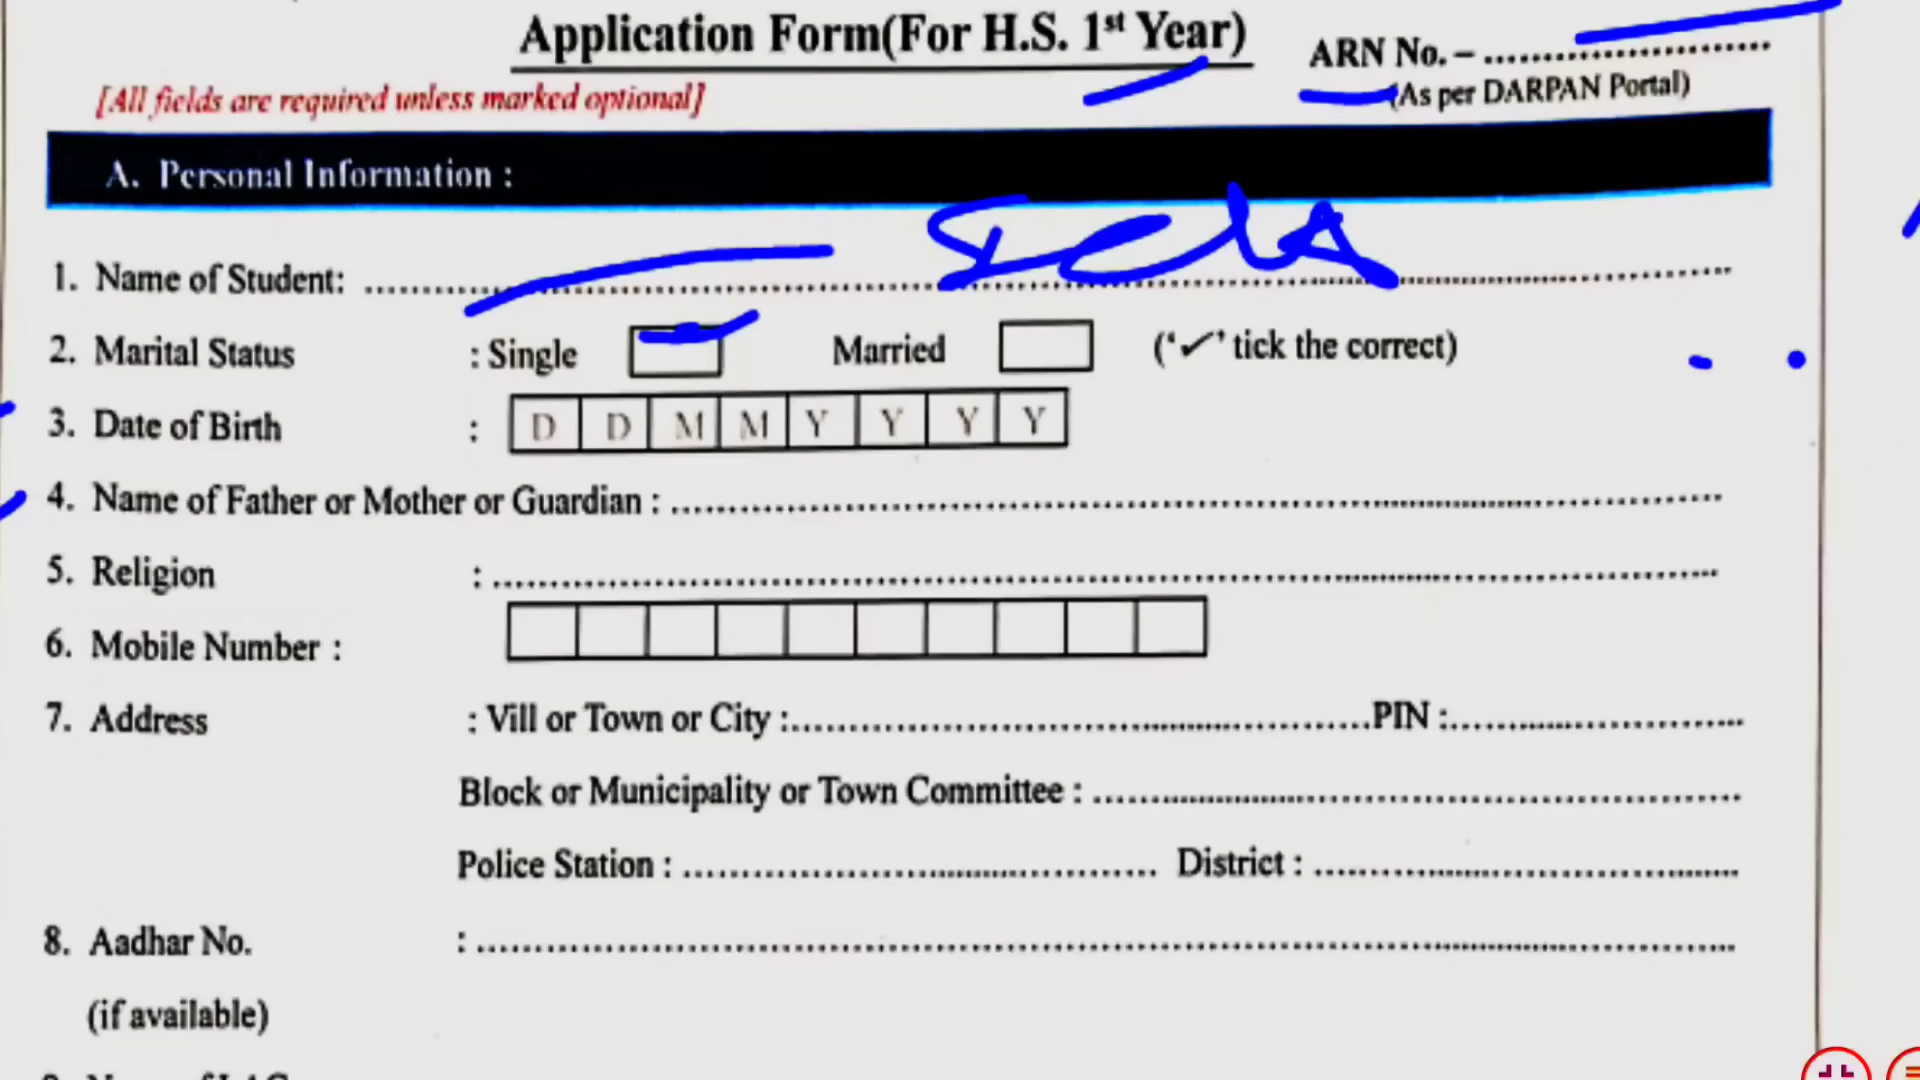 Application Form(For H.S. 1st Year)
ARN No. – ........................
[All fields are required unless marked optional]
(As per DARPAN Portal)
A. Personal Information :
1. Name of Student: ........................
2. Marital Status : Single Married ('✓' tick the correct)
3. Date of Birth : D D M M Y Y Y Y
4. Name of Father or Mother or Guardian : ........................
5. Religion : ........................
6. Mobile Number :
7. Address : Vill or Town or City :........................PIN :........................
Block or Municipality or Town Committee : ........................
Police Station : ........................ District : ........................
8. Aadhar No. : ........................
(if available)